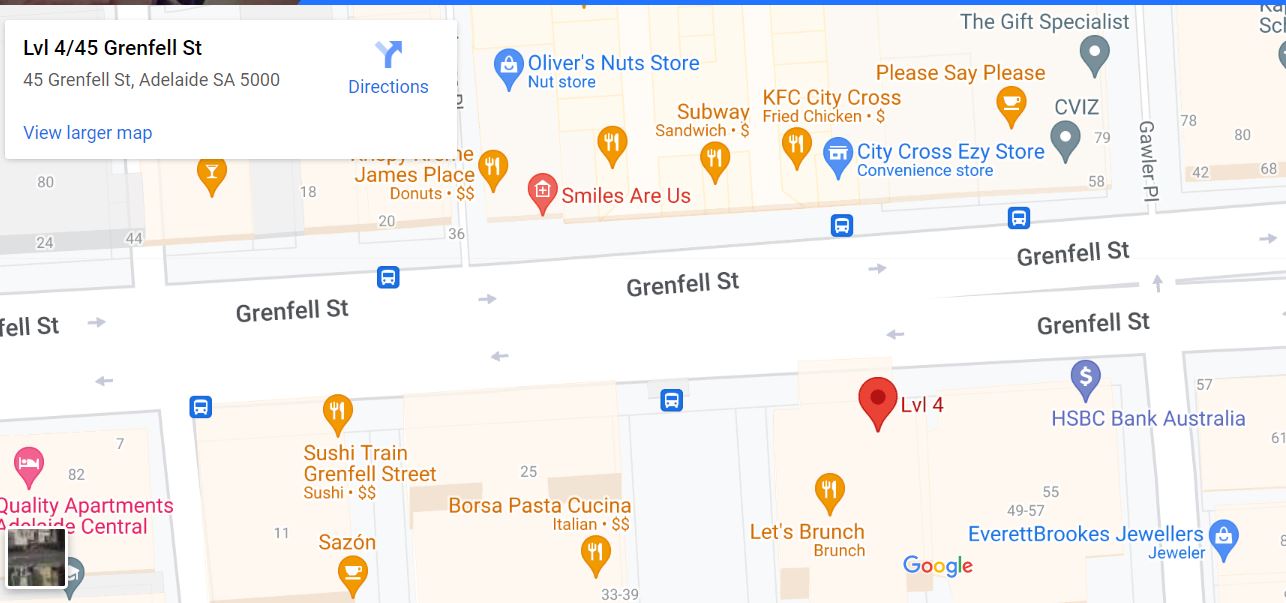 Lvl 4/45 Grenfell St
45 Grenfell St, Adelaide SA 5000
Directions
View larger map
The Gift Specialist
Oliver's Nuts Store
Nut store
Please Say Please
KFC City Cross
Fried Chicken • $
Subway
Sandwich • $
CVIZ
79
78
80
City Cross Ezy Store
Convenience store
Gawler Pl
42
68
58
James Place
Donuts • $$
Smiles Are Us
80
18
20
36
24
44
Grenfell St
Grenfell St
Grenfell St
fell St
Grenfell St
Lvl 4
HSBC Bank Australia
57
61
7
82
Quality Apartments
Adelaide Central
Sushi Train
Grenfell Street
Sushi • $$
25
Borsa Pasta Cucina
Italian • $$
11
Sazón
33-39
Let's Brunch
Brunch
55
49-57
EverettBrookes Jewellers
Jeweler
Google